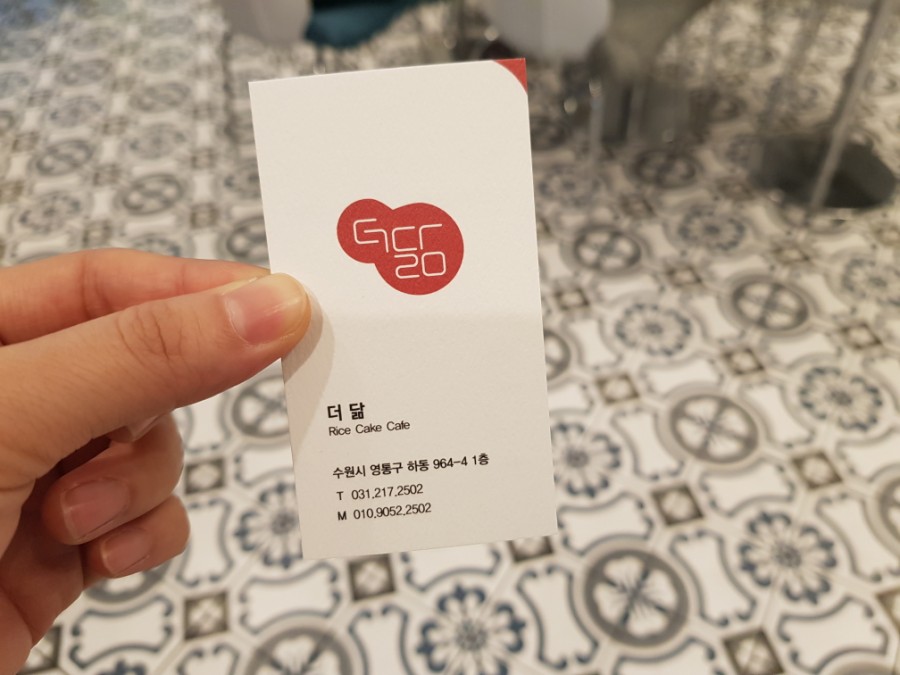 더 닮
Rice Cake Cafe
수원시 영통구 하동 964-4 1층
T 031.217.2502
M 010.9052.2502